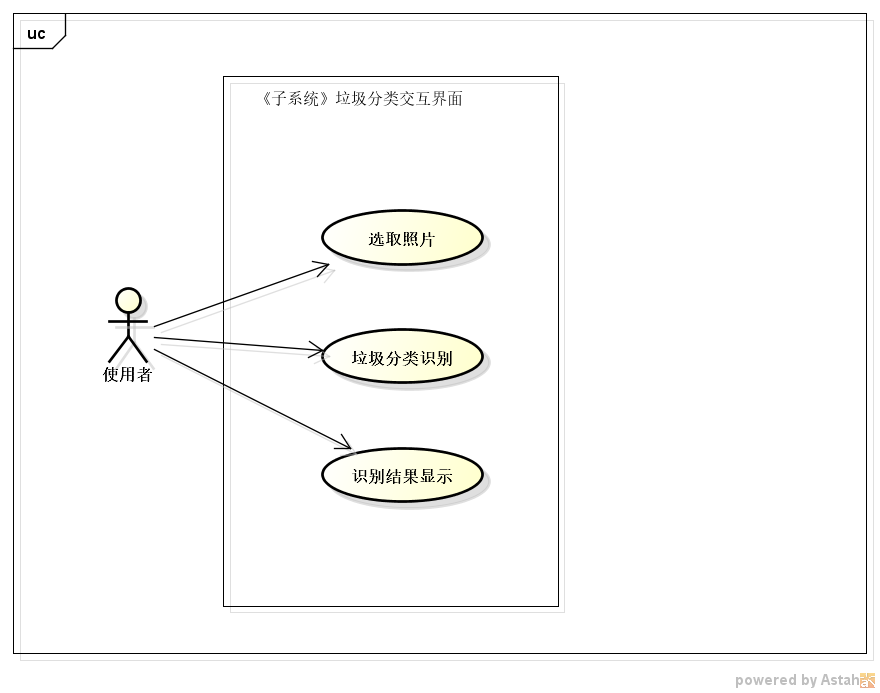 uc
《子系统》垃圾分类交互界面
选取照片
垃圾分类识别
使用者
识别结果显示
powered by Astah